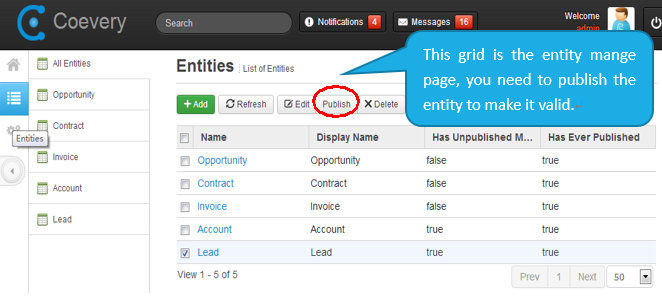 Coevery
Search
Notifications 4
Messages 16
Welcome
admin
All Entities
Opportunity
Contract
Entities
Invoice
Account
Lead
Entities List of Entities
This grid is the entity mange
page, you need to publish the
entity to make it valid.
Add Refresh Edit Publish Delete
Name Display Name Has Unpublished M... Has Ever Published
Opportunity Opportunity false true
Contract Contract false true
Invoice Invoice false true
Account Account true true
Lead Lead true true
View 1 - 5 of 5
Prev 1 Next 50